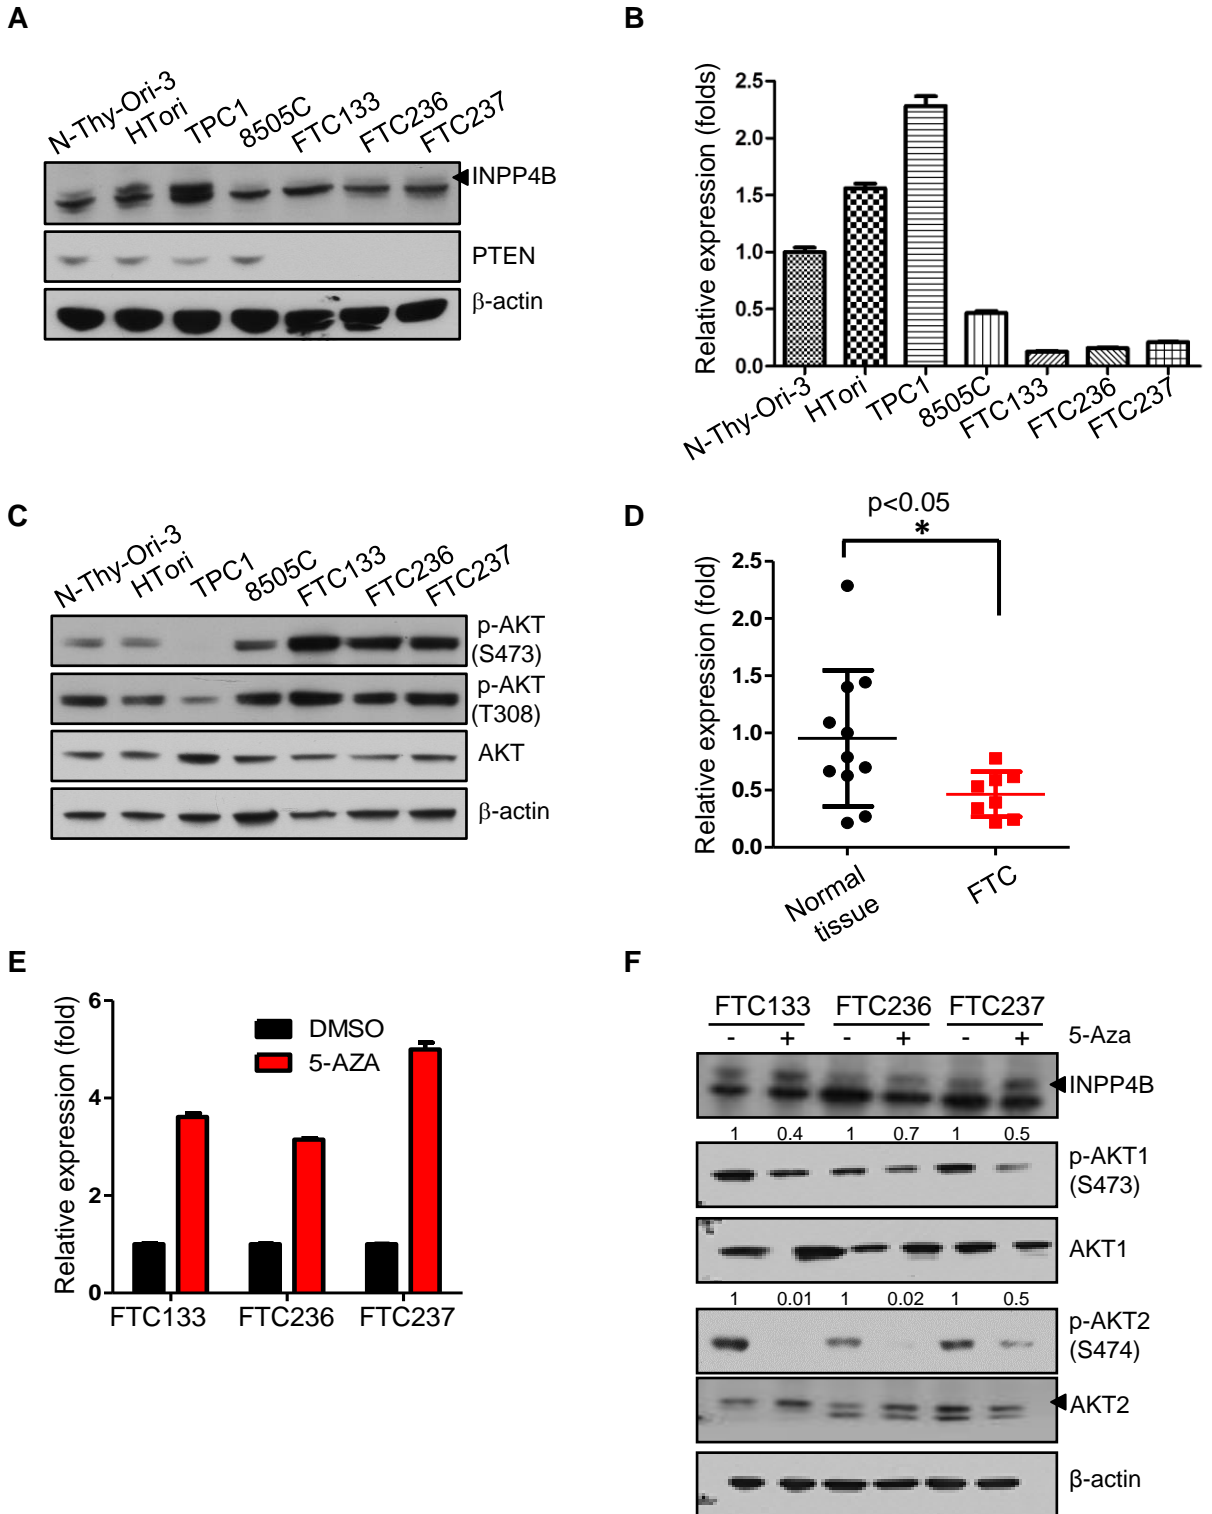 A
N-Thy-Ori-3
HTori
TPC1
8505C
FTC133
FTC236
FTC237
INPP4B
PTEN
β-actin
B
Relative expression (folds)
2.5
2.0
1.5
1.0
0.5
0.0
N-Thy-Ori-3
HTori
TPC1
8505C
FTC133
FTC236
FTC237
C
N-Thy-Ori-3
HTori
TPC1
8505C
FTC133
FTC236
FTC237
p-AKT
(S473)
p-AKT
(T308)
AKT
β-actin
D
p<0.05
*
Relative expression (fold)
2.5
2.0
1.5
1.0
0.5
0.0
Normal
tissue
FTC
E
Relative expression (fold)
6
4
2
0
DMSO
5-AZA
FTC133 FTC236 FTC237
F
FTC133 FTC236 FTC237
- + - + - + 5-Aza
INPP4B
1 0.4 1 0.7 1 0.5
p-AKT1
(S473)
AKT1
1 0.01 1 0.02 1 0.5
p-AKT2
(S474)
AKT2
β-actin